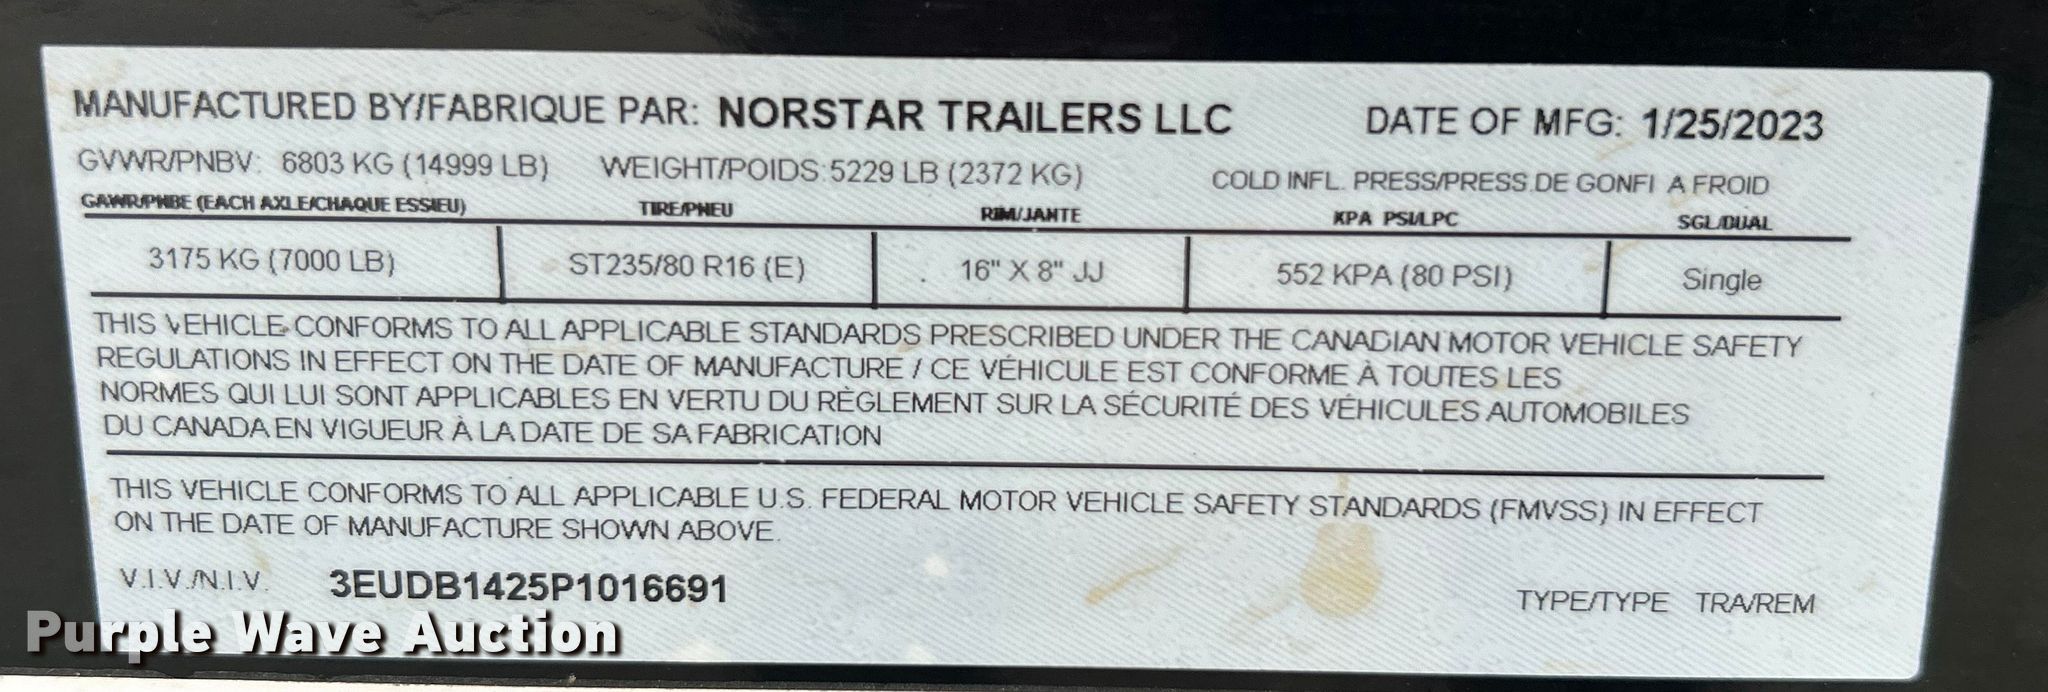 MANUFACTURED BY/FABRIQUE PAR: NORSTAR TRAILERS LLC DATE OF MFG: 1/25/2023
GVWR/PNBV: 6803 KG (14999 LB) WEIGHT/POIDS:5229 LB (2372 KG) COLD INFL. PRESS/PRESS.DE GONFI A FROID
GAWR/PNBE (EACH AXLE/CHAQUE ESSIEU) TIRE/PNEU RIM/JANTE KPA PSI/LPC SGL/DUAL
3175 KG (7000 LB) ST235/80 R16 (E) 16" X 8" JJ 552 KPA (80 PSI) Single
THIS VEHICLE CONFORMS TO ALL APPLICABLE STANDARDS PRESCRIBED UNDER THE CANADIAN MOTOR VEHICLE SAFETY
REGULATIONS IN EFFECT ON THE DATE OF MANUFACTURE / CE VÉHICULE EST CONFORME À TOUTES LES
NORMES QUI LUI SONT APPLICABLES EN VERTU DU RÈGLEMENT SUR LA SÉCURITÉ DES VÉHICULES AUTOMOBILES
DU CANADA EN VIGUEUR À LA DATE DE SA FABRICATION
THIS VEHICLE CONFORMS TO ALL APPLICABLE U.S. FEDERAL MOTOR VEHICLE SAFETY STANDARDS (FMVSS) IN EFFECT
ON THE DATE OF MANUFACTURE SHOWN ABOVE.
V.I.V./N.I.V. 3EUDB1425P1016691 TYPE/TYPE TRA/REM
Purple Wave Auction